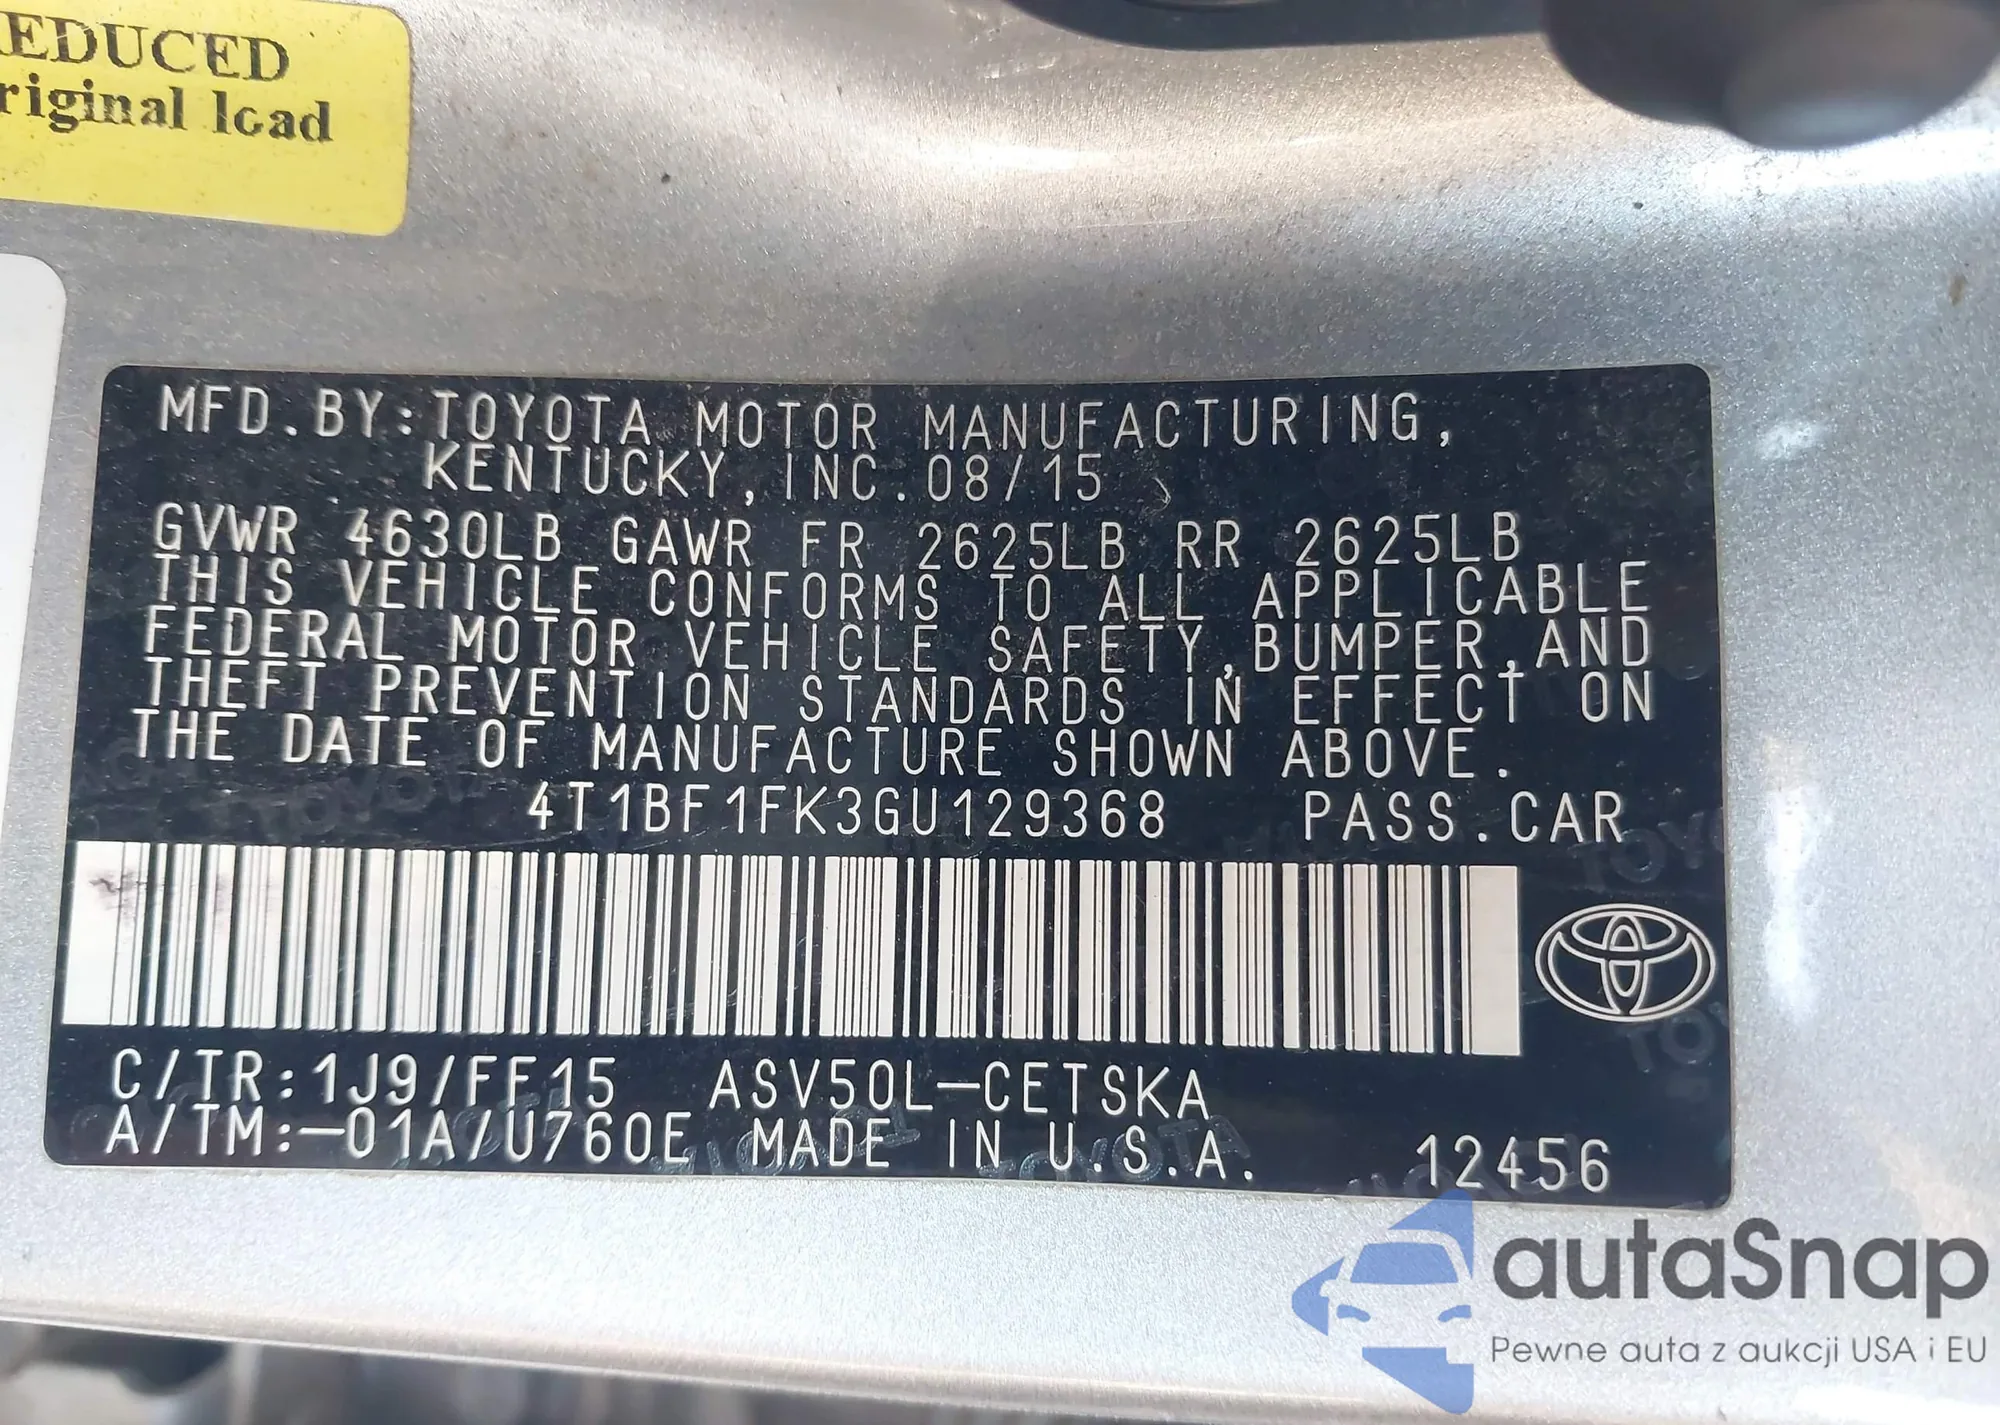 EDUCED
riginal load
MFD.BY:TOYOTA MOTOR MANUFACTURING,
KENTUCKY,INC.08/15
GVWR 4630LB GAWR FR 2625LB RR 2625LB
THIS VEHICLE CONFORMS TO ALL APPLICABLE
FEDERAL MOTOR VEHICLE SAFETY,BUMPER,AND
THEFT PREVENTION STANDARDS IN EFFECT ON
THE DATE OF MANUFACTURE SHOWN ABOVE.
4T1BF1FK3GU129368 PASS.CAR
C/TR:1J9/FF15 ASV50L-CETSKA
A/TM:-01A/U760E MADE IN U.S.A. 12456
autaSnap
Pewne auta z aukcji USA i EU